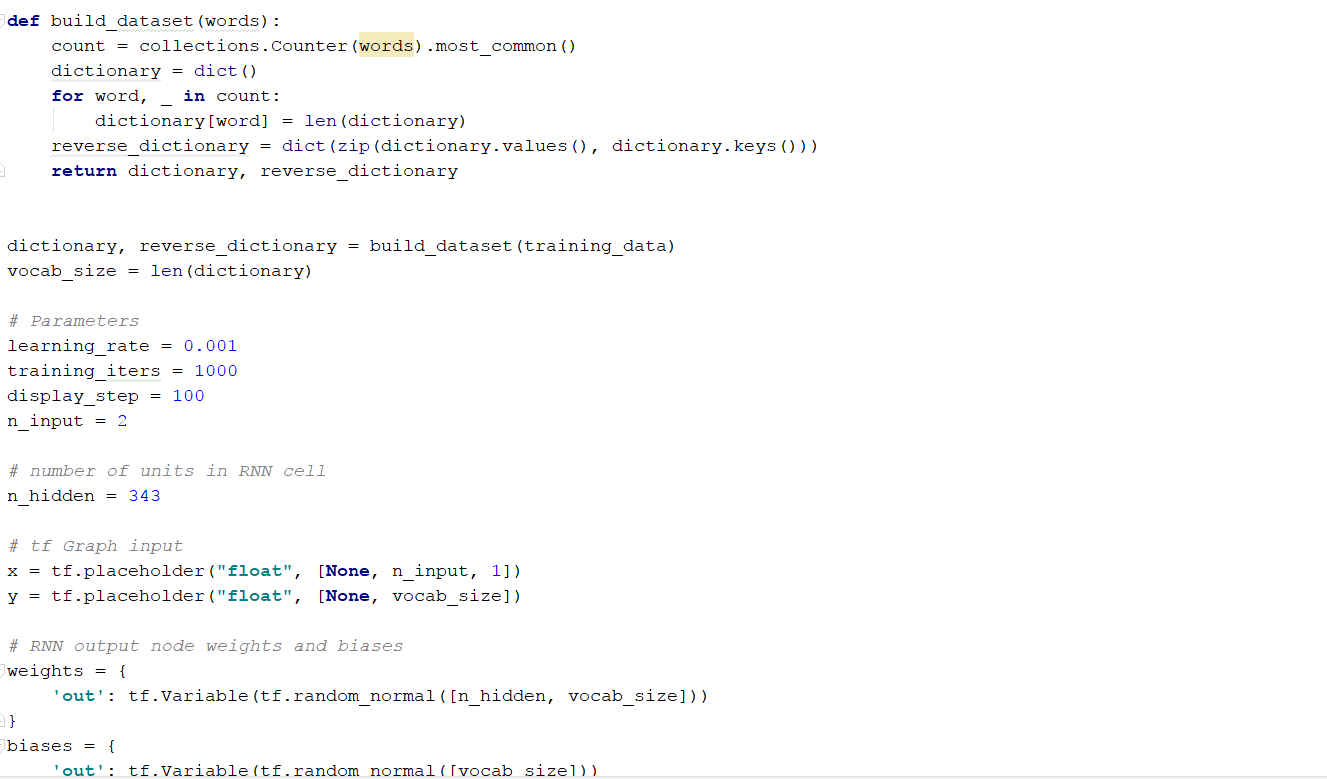 def build_dataset(words):
    count = collections.Counter(words).most_common()
    dictionary = dict()
    for word, _ in count:
        dictionary[word] = len(dictionary)
    reverse_dictionary = dict(zip(dictionary.values(), dictionary.keys()))
    return dictionary, reverse_dictionary
dictionary, reverse_dictionary = build_dataset(training_data)
vocab_size = len(dictionary)
# Parameters
learning_rate = 0.001
training_iters = 1000
display_step = 100
n_input = 2
# number of units in RNN cell
n_hidden = 343
# tf Graph input
x = tf.placeholder("float", [None, n_input, 1])
y = tf.placeholder("float", [None, vocab_size])
# RNN output node weights and biases
weights = {
    'out': tf.Variable(tf.random_normal([n_hidden, vocab_size]))
}
biases = {
    'out': tf.Variable(tf.random_normal([vocab_size]))